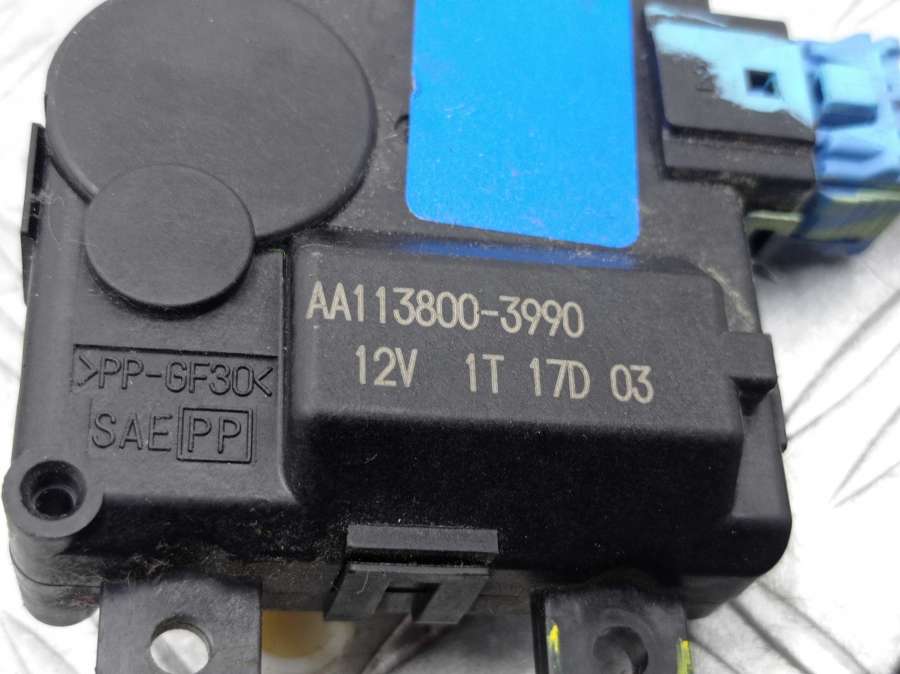 AA113800-3990
12V 1T 17D 03
>PP-GF30<
SAE PP